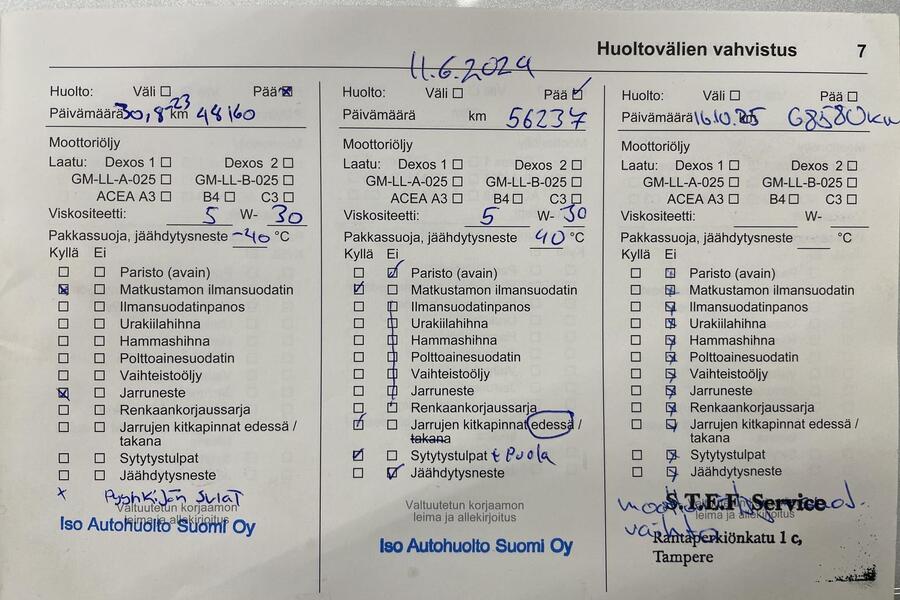 Huoltovälien vahvistus 7
Huolto: Väli Pää
Päivämäärä 30,8-23 km 48160
Moottoriöljy
Laatu: Dexos 1 Dexos 2
GM-LL-A-025 GM-LL-B-025
ACEA A3 B4 C3
Viskositeetti: 5 W- 30
Pakkassuoja, jäähdytysneste -40 °C
Kyllä Ei
Paristo (avain)
Matkustamon ilmansuodatin
Ilmansuodatinpanos
Urakiilahihna
Hammashihna
Polttoainesuodatin
Vaihteistoöljy
Jarruneste
Renkaankorjaussarja
Jarrujen kitkapinnat edessä /
takana
Sytytystulpat
Jäähdytysneste
x Pyyhkijän sulat
Valtuutetun korjaamon
leima ja allekirjoitus
Iso Autohuolto Suomi Oy
11.6.2024
Huolto: Väli Pää
Päivämäärä km 56237
Moottoriöljy
Laatu: Dexos 1 Dexos 2
GM-LL-A-025 GM-LL-B-025
ACEA A3 B4 C3
Viskositeetti: 5 W- 30
Pakkassuoja, jäähdytysneste 40 °C
Kyllä Ei
Paristo (avain)
Matkustamon ilmansuodatin
Ilmansuodatinpanos
Urakiilahihna
Hammashihna
Polttoainesuodatin
Vaihteistoöljy
Jarruneste
Renkaankorjaussarja
Jarrujen kitkapinnat edessä /
takana
Sytytystulpat + Puola
Jäähdytysneste
Valtuutetun korjaamon
leima ja allekirjoitus
Iso Autohuolto Suomi Oy
Huolto: Väli Pää
Päivämäärä 16.10.25 68580km
Moottoriöljy
Laatu: Dexos 1 Dexos 2
GM-LL-A-025 GM-LL-B-025
ACEA A3 B4 C3
Viskositeetti: W-
Pakkassuoja, jäähdytysneste °C
Kyllä Ei
Paristo (avain)
Matkustamon ilmansuodatin
Ilmansuodatinpanos
Urakiilahihna
Hammashihna
Polttoainesuodatin
Vaihteistoöljy
Jarruneste
Renkaankorjaussarja
Jarrujen kitkapinnat edessä /
takana
Sytytystulpat
Jäähdytysneste
S.T.E.F Service
leima ja allekirjoitus
Rantaperkiönkatu 1 c,
Tampere